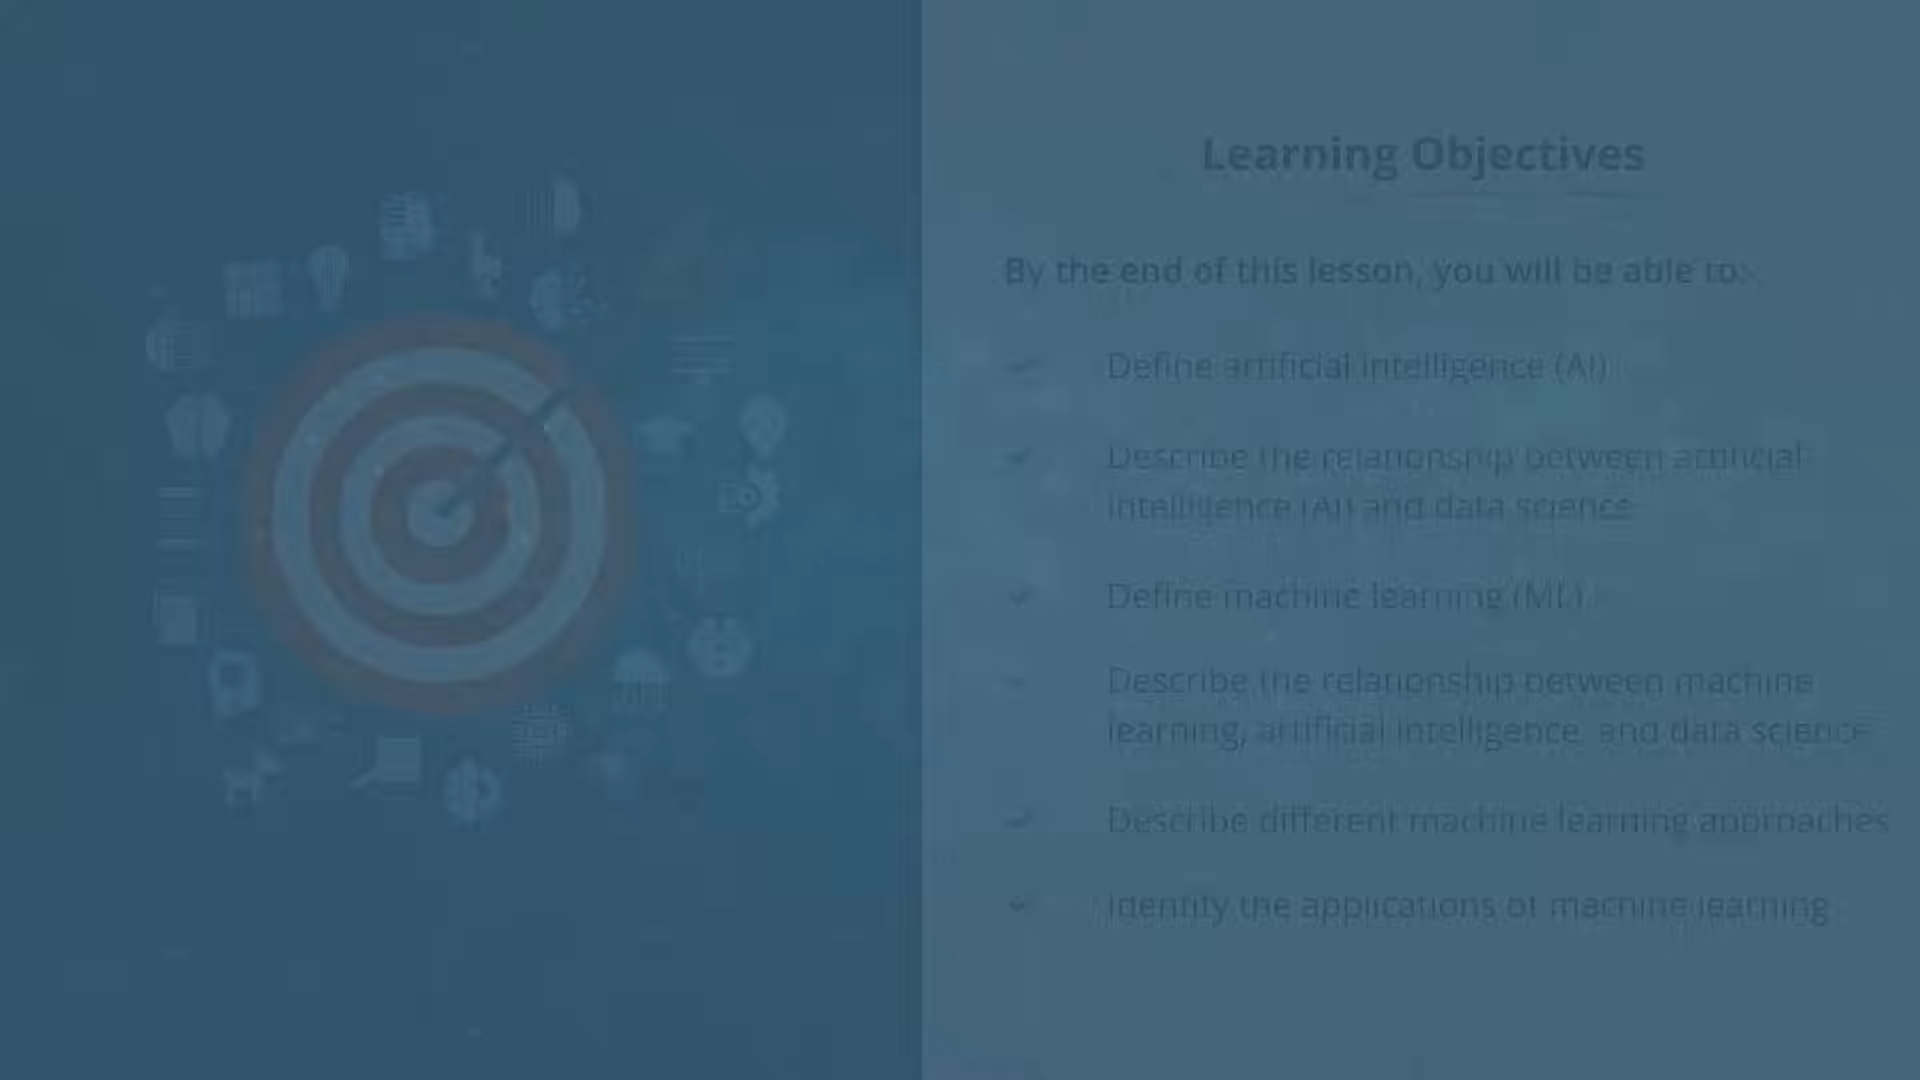 Learning Objectives
By the end of this lesson, you will be able to:
Define artificial intelligence (AI)
Describe the relationship between artificial
intelligence (AI) and data science
Define machine learning (ML)
Describe the relationship between machine
learning, artificial intelligence, and data science
Describe different machine learning approaches
Identify the applications of machine learning